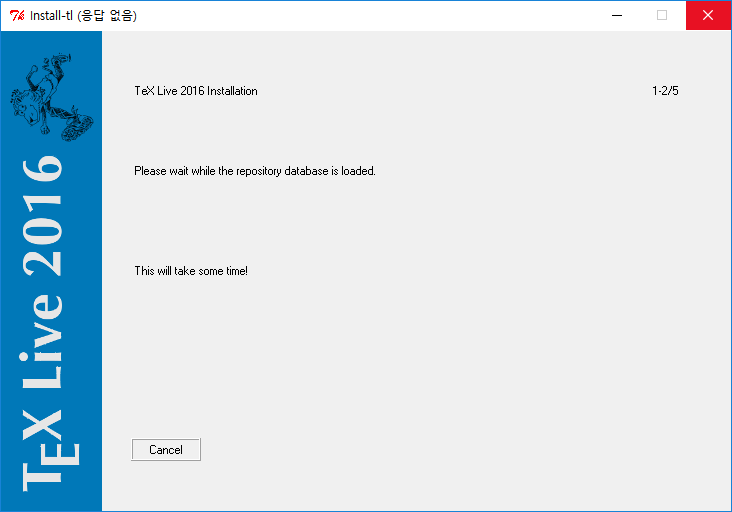 Install-tl (응답 없음)
TeX Live 2016 Installation
1-2/5
Please wait while the repository database is loaded.
This will take some time!
Cancel
TEX Live 2016